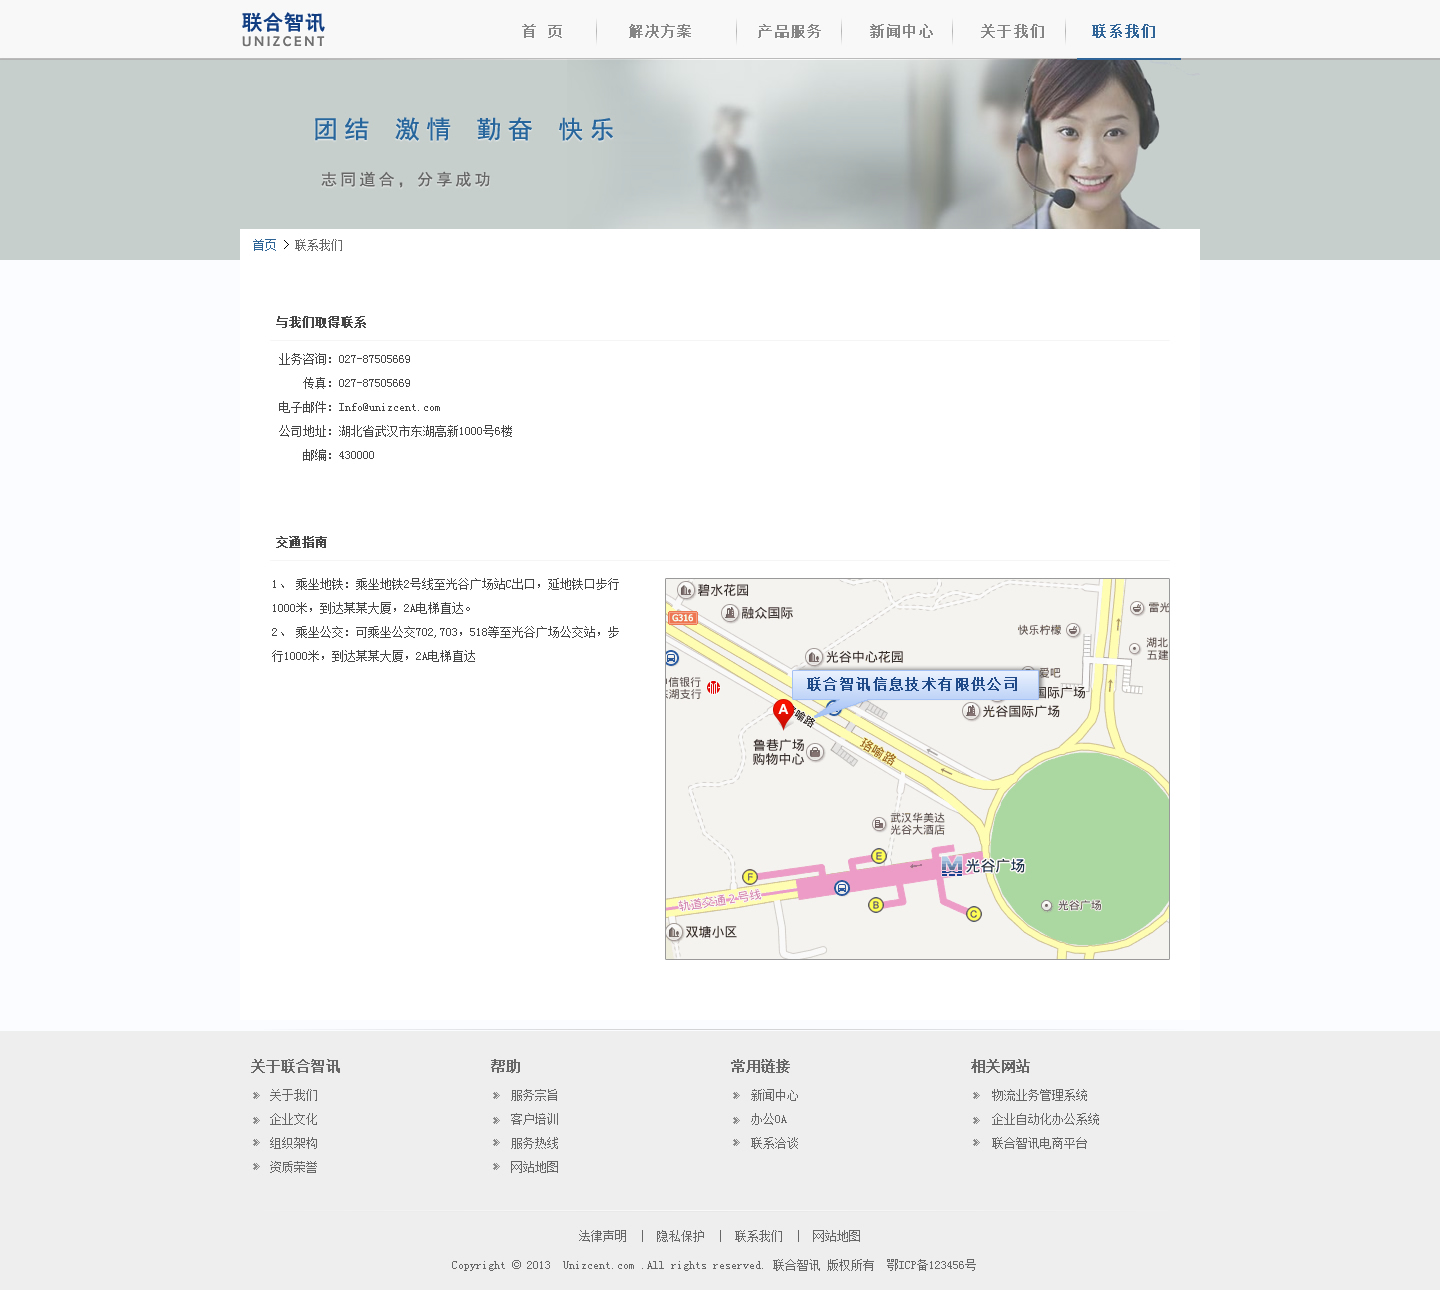 联合智讯
UNIZCENT
首 页
解决方案
产品服务
新闻中心
关于我们
联系我们
团结 激情 勤奋 快乐
志同道合，分享成功
首页 > 联系我们
与我们取得联系
业务咨询：027-87505669
传真：027-87505669
电子邮件：Info@unizcent.com
公司地址：湖北省武汉市东湖高新1000号6楼
邮编：430000
交通指南
1、 乘坐地铁：乘坐地铁2号线至光谷广场站C出口，延地铁口步行
1000米，到达某某大厦，2A电梯直达。
2、 乘坐公交：可乘坐公交702,703，518等至光谷广场公交站，步
行1000米，到达某某大厦，2A电梯直达
碧水花园
融众国际
G316
雷光
快乐柠檬
湖北
五建
光谷中心花园
爱吧
信银行
湖支行
联合智讯信息技术有限供公司
国际广场
光谷国际广场
A
喻路
鲁巷广场
购物中心
珞喻路
武汉华美达
光谷大酒店
E
F
光谷广场
B
C
轨道交通2号线
光谷广场
双塘小区
关于联合智讯
关于我们
企业文化
组织架构
资质荣誉
帮助
服务宗旨
客户培训
服务热线
网站地图
常用链接
新闻中心
办公OA
联系洽谈
相关网站
物流业务管理系统
企业自动化办公系统
联合智讯电商平台
法律声明 | 隐私保护 | 联系我们 | 网站地图
Copyright © 2013 Unizcent.com .All rights reserved. 联合智讯 版权所有 鄂ICP备123456号